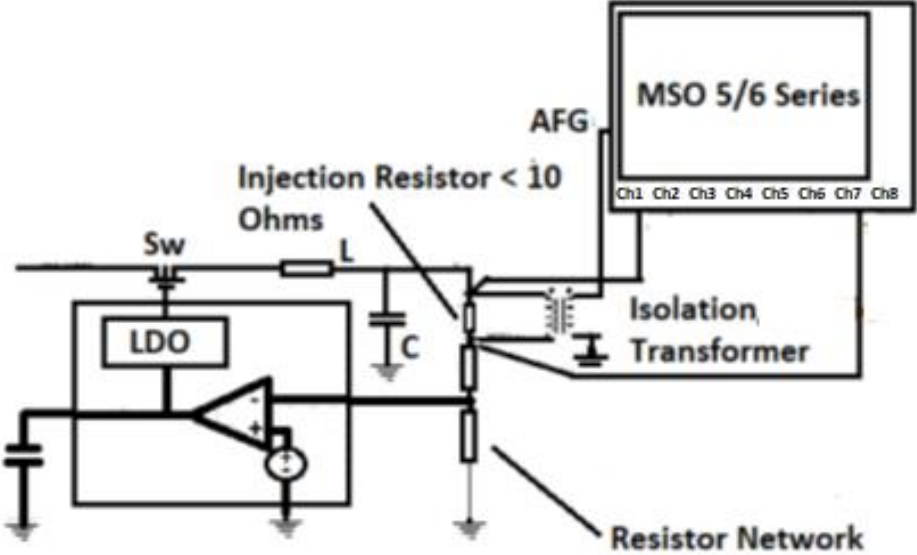 MSO 5/6 Series
AFG
Ch1 Ch2 Ch3 Ch4 Ch5 Ch6 Ch7 Ch8
Injection Resistor < 10
Ohms
Sw
L
Isolation
Transformer
LDO
C
-
+
+
-
Resistor Network